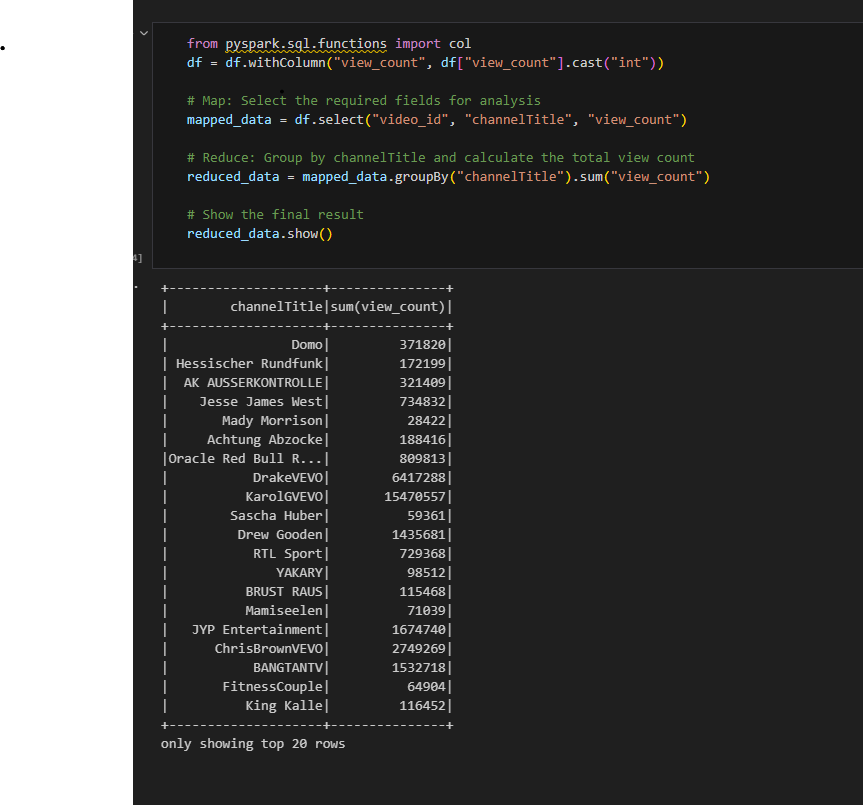 from pyspark.sql.functions import col
df = df.withColumn("view_count", df["view_count"].cast("int"))
# Map: Select the required fields for analysis
mapped_data = df.select("video_id", "channelTitle", "view_count")
# Reduce: Group by channelTitle and calculate the total view count
reduced_data = mapped_data.groupBy("channelTitle").sum("view_count")
# Show the final result
reduced_data.show()
4]
+--------------------+---------------+
|        channelTitle|sum(view_count)|
+--------------------+---------------+
|                Domo|         371820|
| Hessischer Rundfunk|         172199|
|  AK AUSSERKONTROLLE|         321409|
|    Jesse James West|         734832|
|       Mady Morrison|          28422|
|     Achtung Abzocke|         188416|
|Oracle Red Bull R...|         809813|
|           DrakeVEVO|        6417288|
|          KarolGVEVO|       15470557|
|        Sascha Huber|          59361|
|         Drew Gooden|        1435681|
|           RTL Sport|         729368|
|              YAKARY|          98512|
|          BRUST RAUS|         115468|
|          Mamiseelen|          71039|
|   JYP Entertainment|        1674740|
|      ChrisBrownVEVO|        2749269|
|           BANGTANTV|        1532718|
|       FitnessCouple|          64904|
|          King Kalle|         116452|
+--------------------+---------------+
only showing top 20 rows